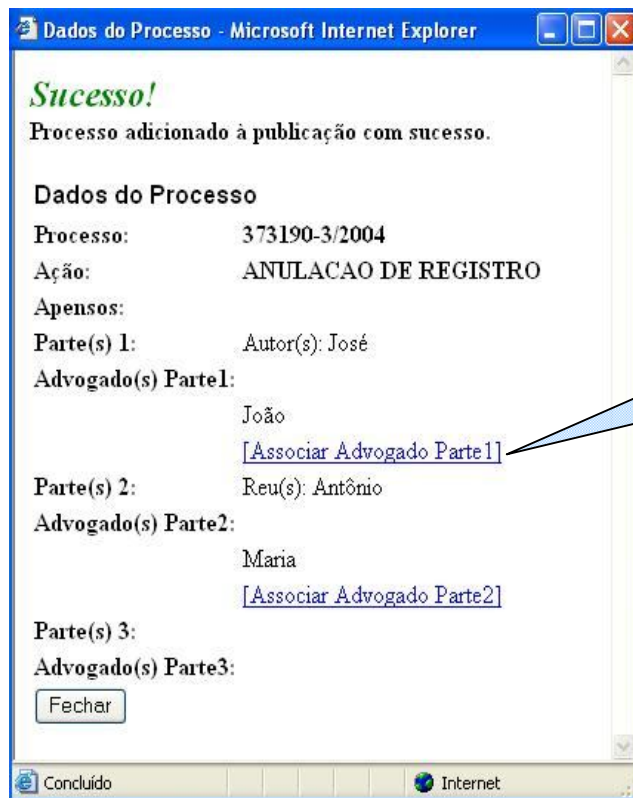 Dados do Processo - Microsoft Internet Explorer
Sucesso!
Processo adicionado à publicação com sucesso.
Dados do Processo
Processo: 373190-3/2004
Ação: ANULACAO DE REGISTRO
Apensos:
Parte(s) 1: Autor(s): José
Advogado(s) Parte1:
João
[Associar Advogado Parte1]
Parte(s) 2: Reu(s): Antônio
Advogado(s) Parte2:
Maria
[Associar Advogado Parte2]
Parte(s) 3:
Advogado(s) Parte3:
Fechar
Concluído Internet